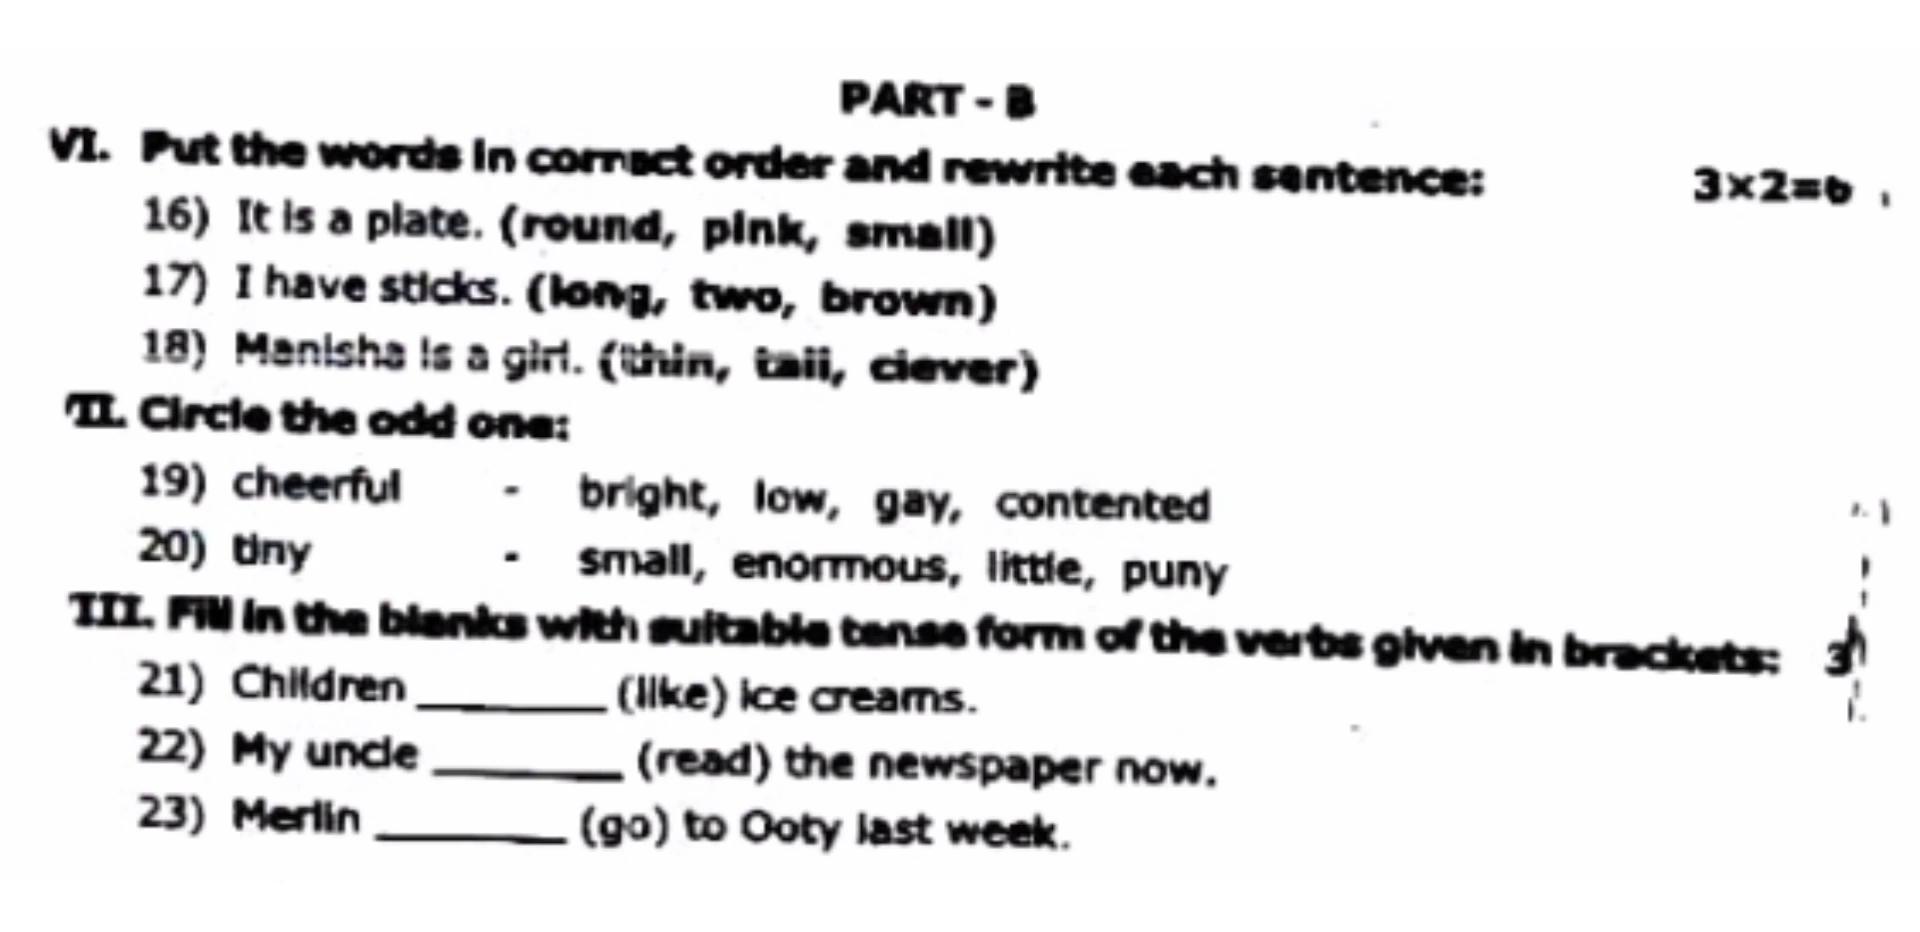 PART - B
VI. Put the words in correct order and rewrite each sentence: 3×2=6
16) It is a plate. (round, pink, small)
17) I have sticks. (long, two, brown)
18) Manisha is a girl. (thin, tall, clever)
II. Circle the odd one:
19) cheerful - bright, low, gay, contented
20) tiny - small, enormous, little, puny
III. Fill in the blanks with suitable tense form of the verbs given in brackets: 3
21) Children ________ (like) ice creams.
22) My uncle ________ (read) the newspaper now.
23) Merlin ________ (go) to Ooty last week.